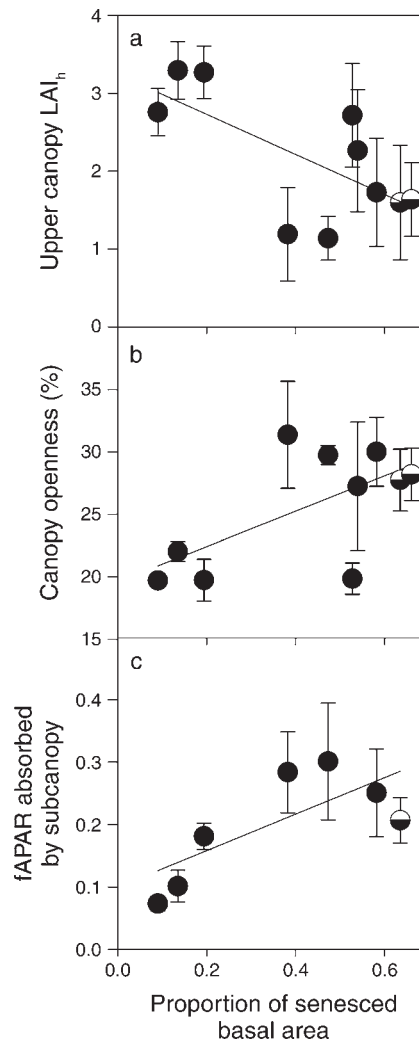 a
4
3
2
1
0
Upper canopy LAIh
b
35
30
25
20
15
Canopy openness (%)
c
0.4
0.3
0.2
0.1
0.0
fAPAR absorbed
by subcanopy
0.0 0.2 0.4 0.6
Proportion of senesced
basal area